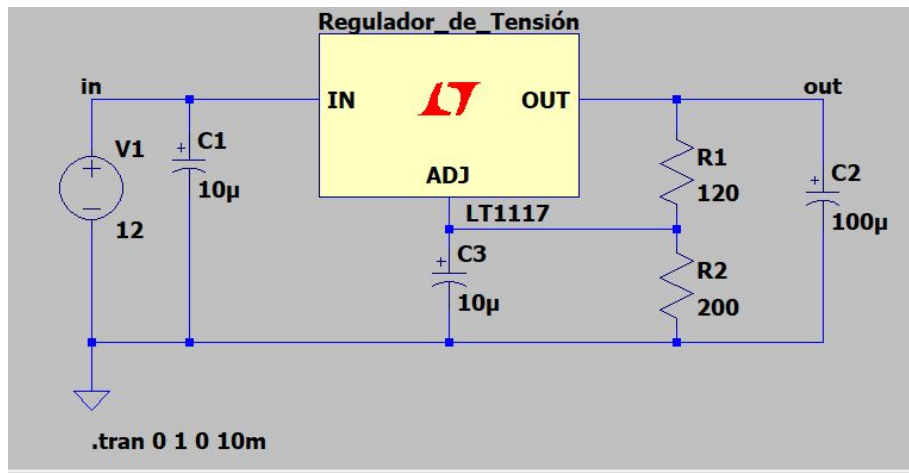 Regulador_de_Tensión
in
IN
OUT
out
V1
C1
10µ
12
ADJ
LT1117
R1
120
C2
100µ
C3
10µ
R2
200
.tran 0 1 0 10m